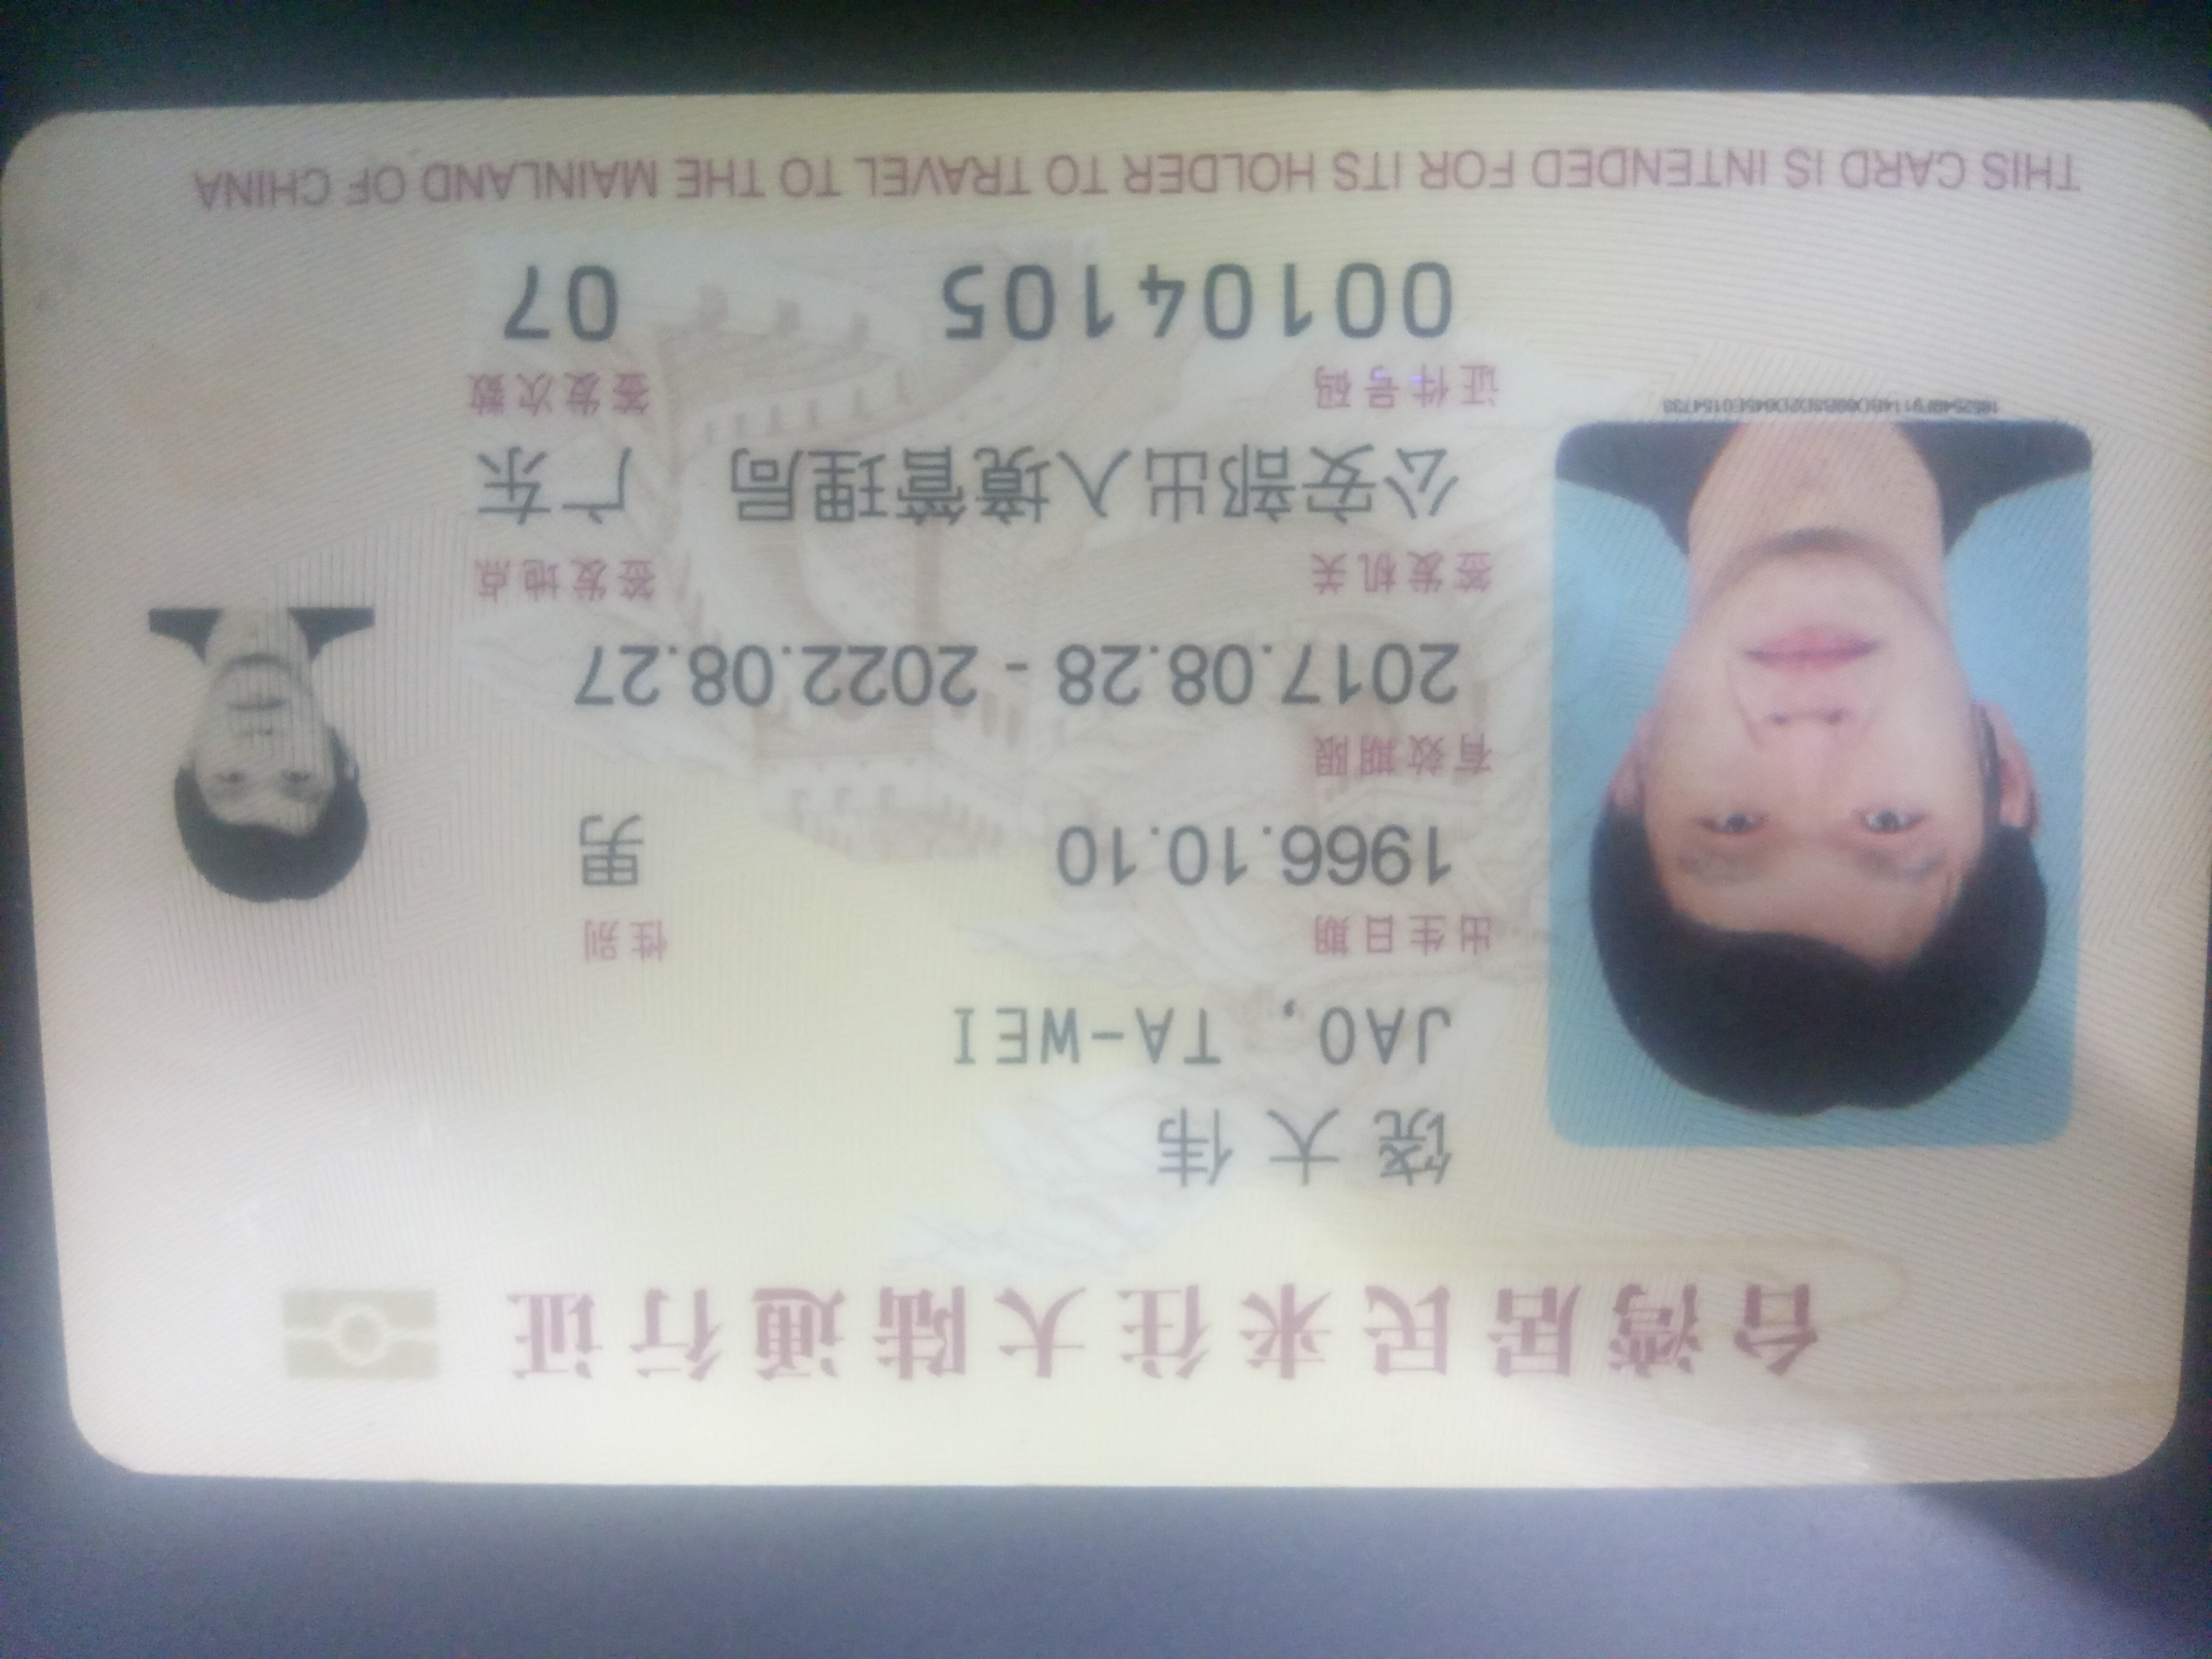 台湾居民来往大陆通行证
饶大伟
JAO, TA-WEI
出生日期 性别
1966.10.10 男
有效期限
2017.08.28 - 2022.08.27
签发机关 签发地点
公安部出入境管理局 广东
证件号码 签发次数
00104105 07
THIS CARD IS INTENDED FOR ITS HOLDER TO TRAVEL TO THE MAINLAND OF CHINA